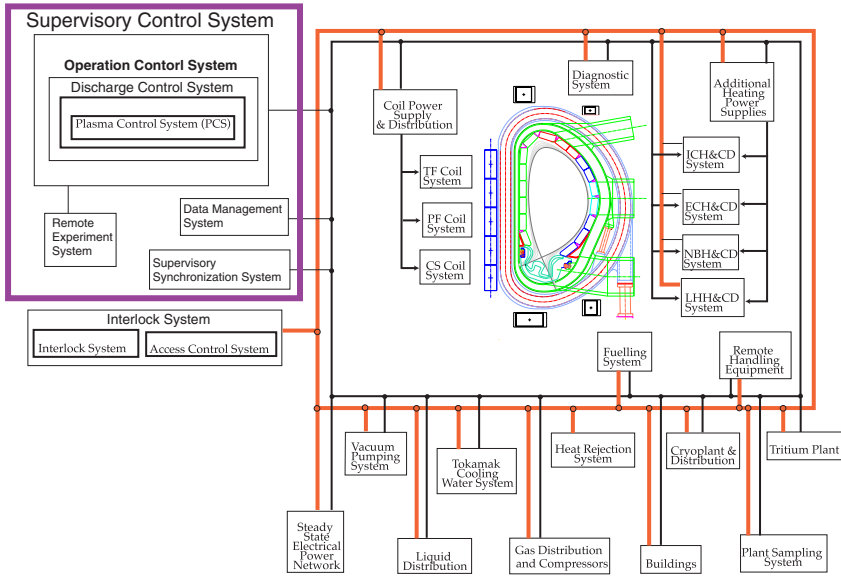 Supervisory Control System
Operation Contorl System
Discharge Control System
Plasma Control System (PCS)
Remote
Experiment
System
Data Management
System
Supervisory
Synchronization System
Interlock System
Interlock System
Access Control System
Coil Power
Supply
& Distribution
TF Coil
System
PF Coil
System
CS Coil
System
Diagnostic
System
Additional
Heating
Power
Supplies
ICH&CD
System
ECH&CD
System
NBH&CD
System
LHH&CD
System
Fuelling
System
Remote
Handling
Equipment
Vacuum
Pumping
System
Tokamak
Cooling
Water System
Heat Rejection
System
Cryoplant &
Distribution
Tritium Plant
Steady
State
Electrical
Power
Network
Liquid
Distribution
Gas Distribution
and Compressors
Buildings
Plant Sampling
System